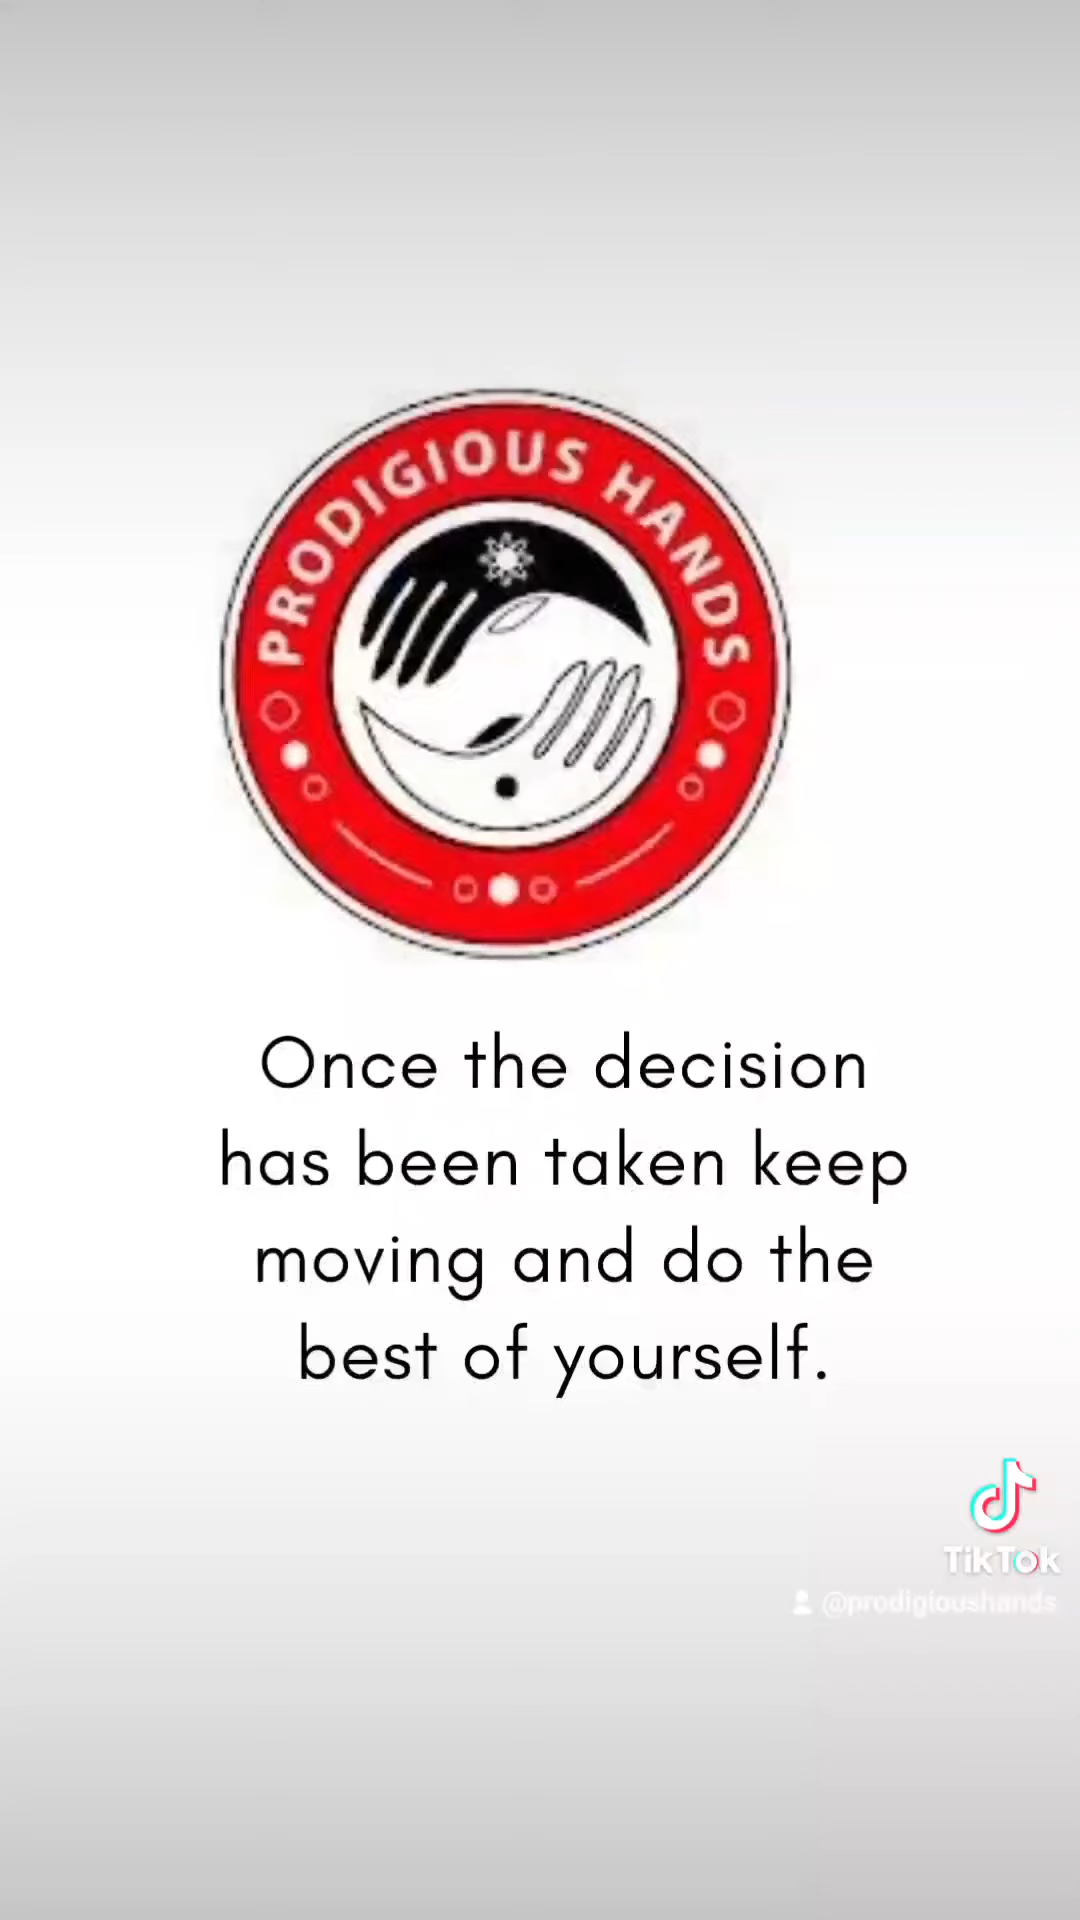 PRODIGIOUS HANDS
Once the decision
has been taken keep
moving and do the
best of yourself.
TikTok
@prodigioushands